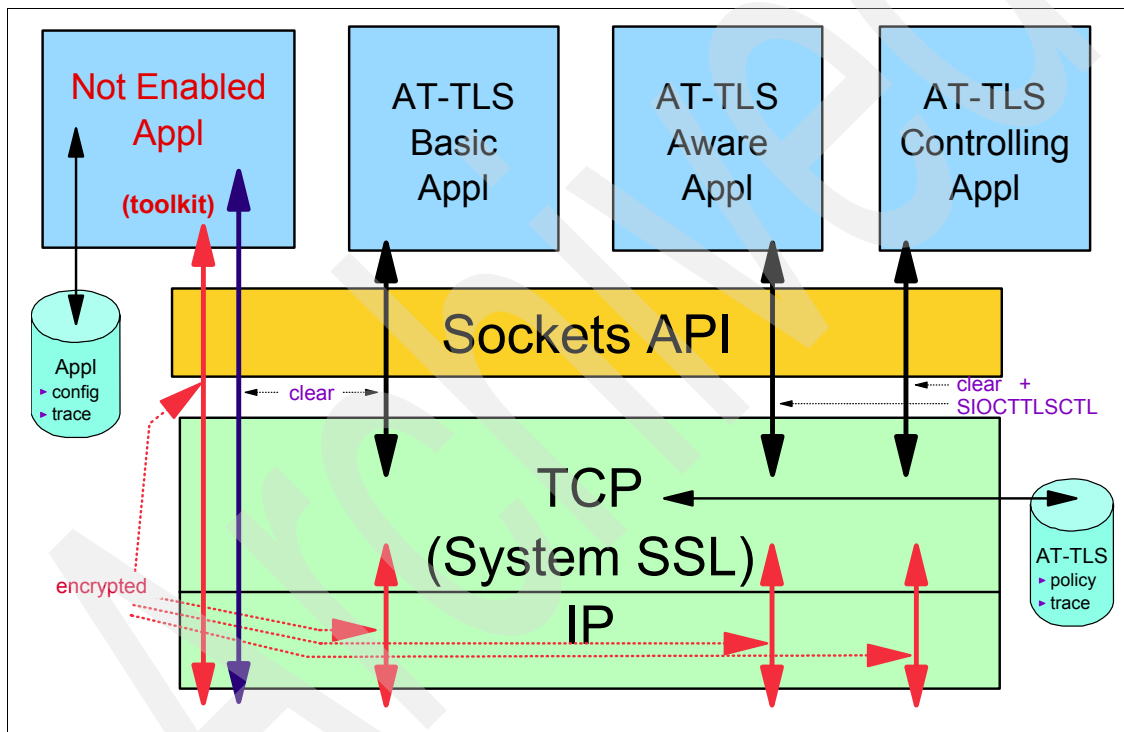 Not Enabled
Appl
(toolkit)
AT-TLS
Basic
Appl
AT-TLS
Aware
Appl
AT-TLS
Controlling
Appl
Sockets API
Appl
config
trace
clear
clear +
SIOCTTLSCTL
TCP
(System SSL)
IP
encrypted
AT-TLS
policy
trace
Archived